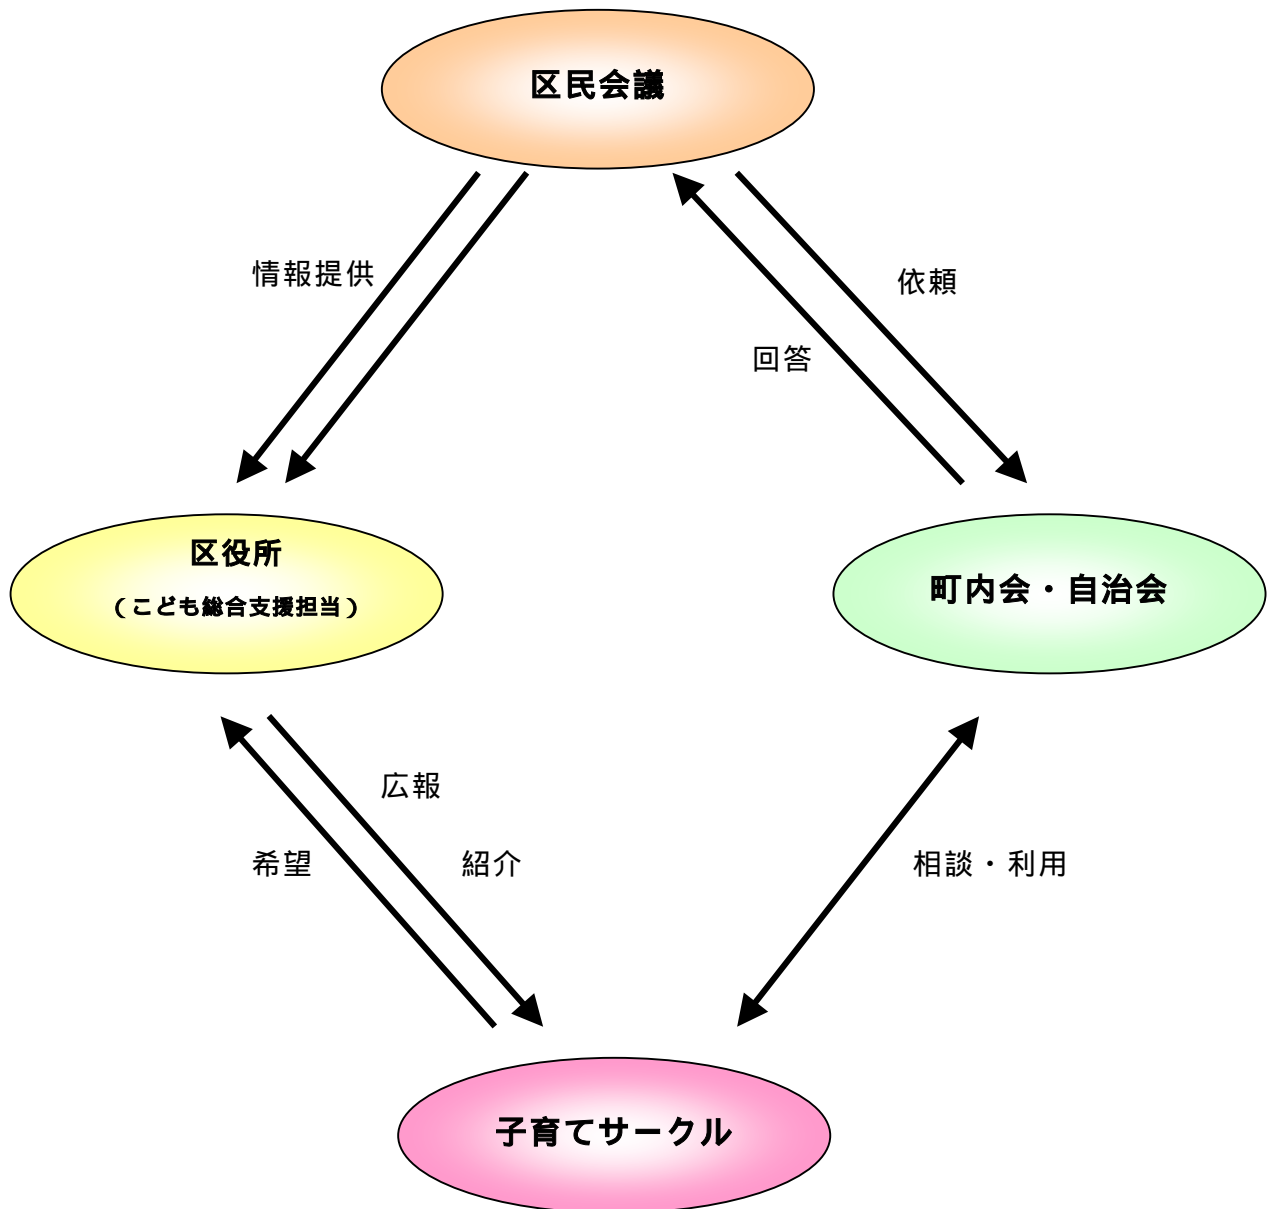 区民会議
情報提供
依頼
回答
区役所
（こども総合支援担当）
町内会・自治会
広報
希望
紹介
相談・利用
子育てサークル